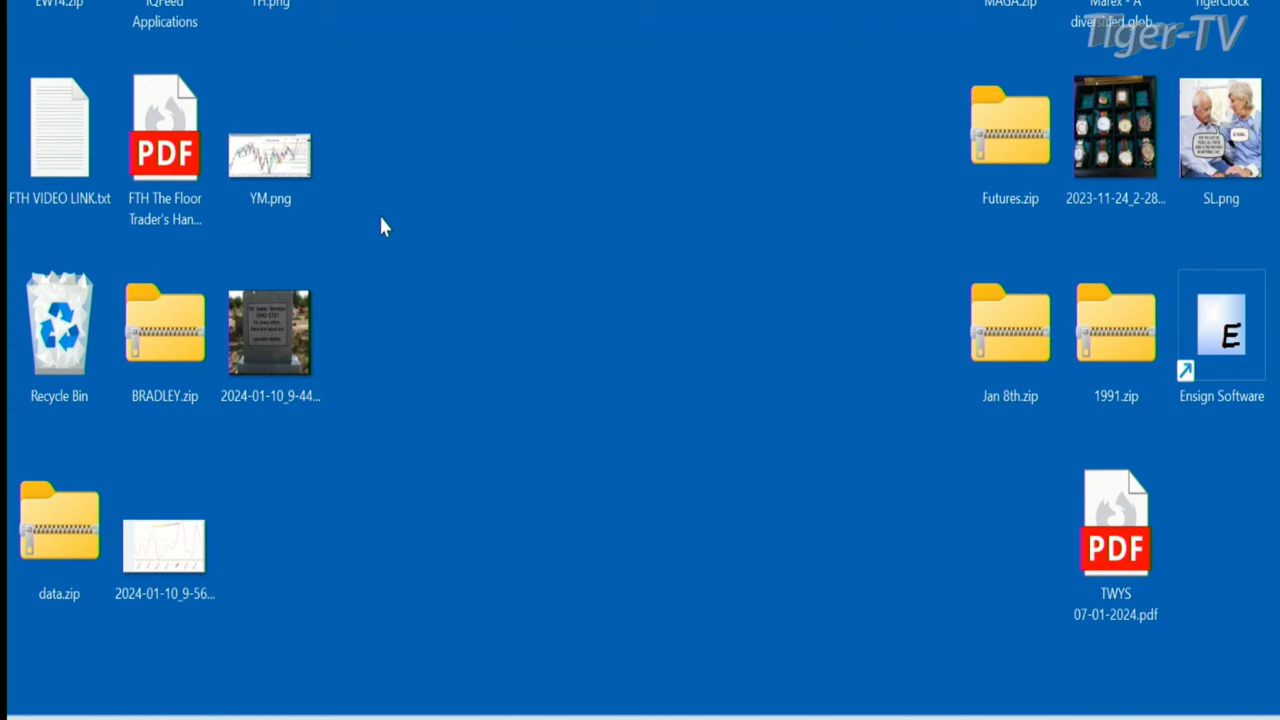 EW14.zip
IQFeed
Applications
TH.png
MAGA.zip
Marex - A
diversified glob...
TigerClock
Tiger-TV
PDF
FTH VIDEO LINK.txt
FTH The Floor
Trader's Han...
YM.png
Futures.zip
2023-11-24_2-28...
SL.png
Recycle Bin
BRADLEY.zip
2024-01-10_9-44...
Jan 8th.zip
1991.zip
E
Ensign Software
data.zip
2024-01-10_9-56...
PDF
TWYS
07-01-2024.pdf